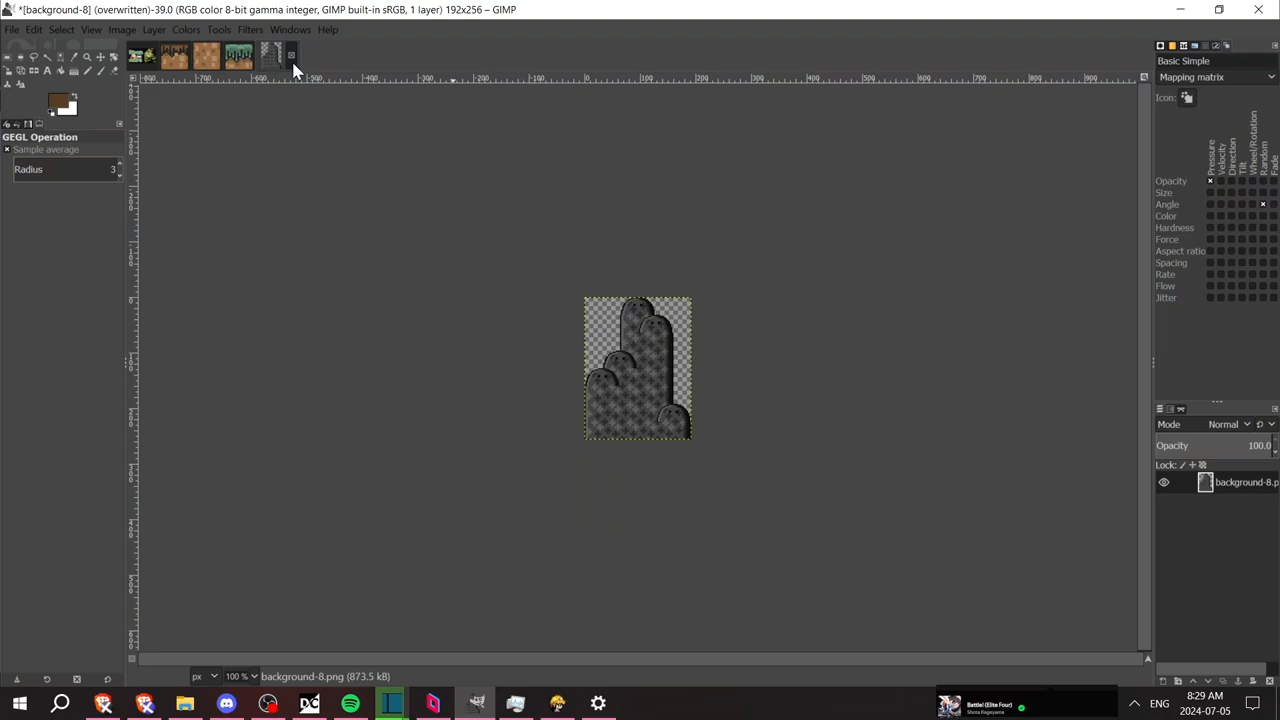 *[background-8] (overwritten)-39.0 (RGB color 8-bit gamma integer, GIMP built-in sRGB, 1 layer) 192x256 – GIMP
File Edit Select View Image Layer Colors Tools Filters Windows Help
Basic Simple
Mapping matrix
Icon:
Pressure
Velocity
Direction
Tilt
Wheel/Rotation
Random
Fade
GEGL Operation
Sample average
Radius 3
Opacity
Size
Angle
Color
Hardness
Force
Aspect ratio
Spacing
Rate
Flow
Jitter
Mode Normal
Opacity 100.0
Lock:
background-8.p
px 100 % background-8.png (873.5 kB)
Battle! (Elite Four)
Shota Kageyama
ENG
8:29 AM
2024-07-05